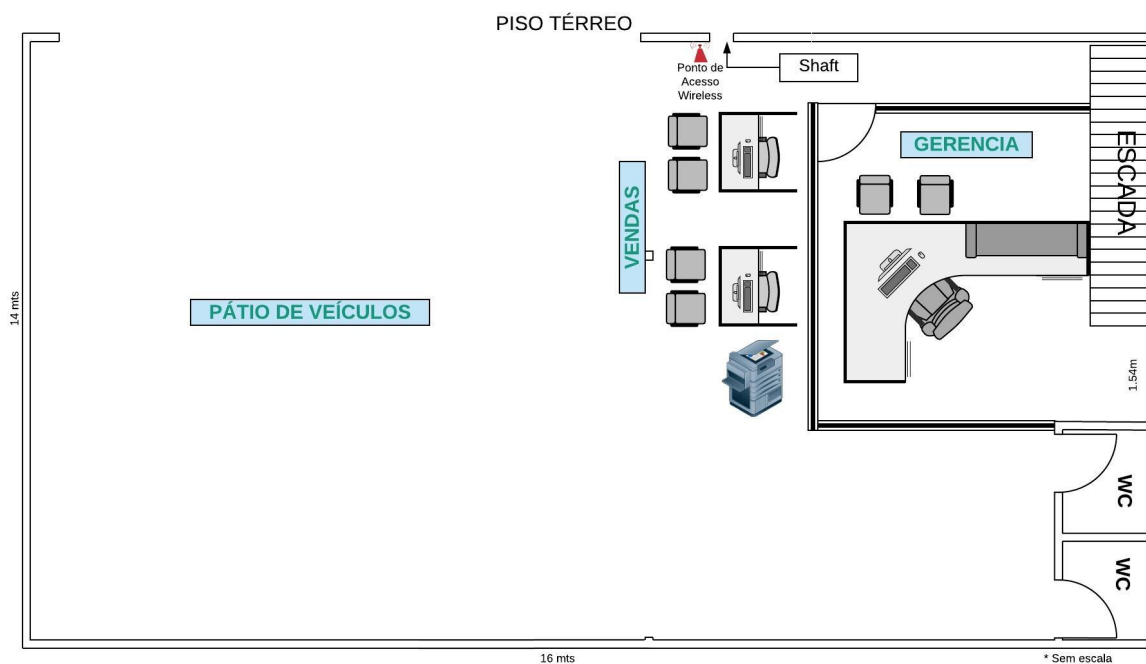 PISO TÉRREO
Ponto de
Acesso
Wireless
Shaft
GERENCIA
ESCADA
VENDAS
PÁTIO DE VEÍCULOS
14 mts
1.54m
WC
WC
16 mts
* Sem escala